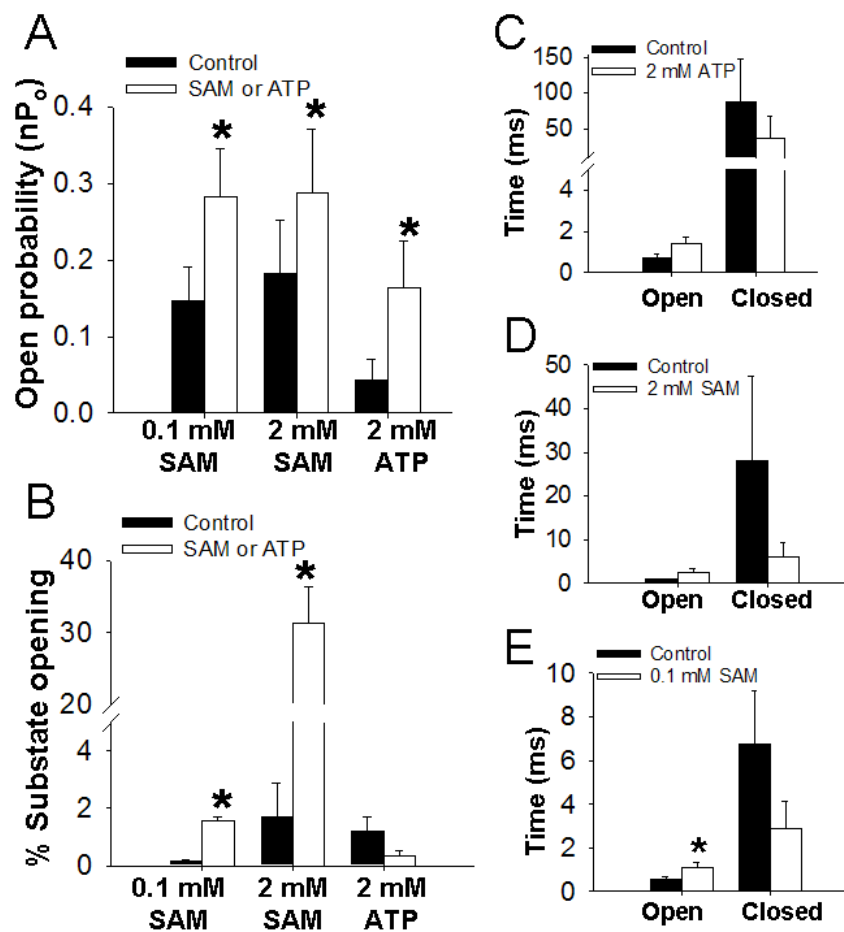 A
Control
SAM or ATP
Open probability (nPo)
0.4
0.3
0.2
0.1
0.0
*
*
*
0.1 mM
SAM
2 mM
SAM
2 mM
ATP
B
Control
SAM or ATP
% Substate opening
40
30
20
4
2
0
*
*
0.1 mM
SAM
2 mM
SAM
2 mM
ATP
C
Control
2 mM ATP
Time (ms)
150
100
50
4
2
0
Open
Closed
D
Control
2 mM SAM
Time (ms)
50
40
30
20
10
0
Open
Closed
E
Control
0.1 mM SAM
Time (ms)
10
8
6
4
2
0
*
Open
Closed